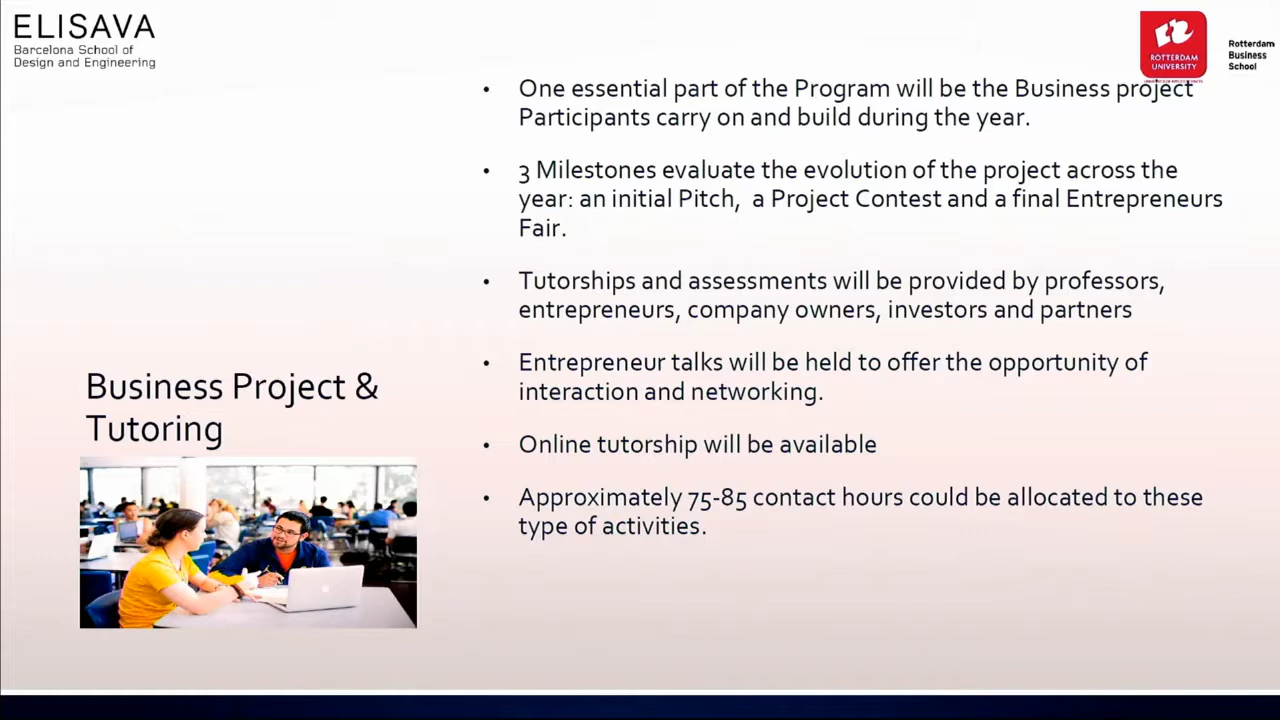 ELISAVA
Barcelona School of
Design and Engineering
ROTTERDAM
UNIVERSITY
Rotterdam
Business
School
• One essential part of the Program will be the Business project
Participants carry on and build during the year.
• 3 Milestones evaluate the evolution of the project across the
year: an initial Pitch, a Project Contest and a final Entrepreneurs
Fair.
• Tutorships and assessments will be provided by professors,
entrepreneurs, company owners, investors and partners
• Entrepreneur talks will be held to offer the opportunity of
interaction and networking.
• Online tutorship will be available
• Approximately 75-85 contact hours could be allocated to these
type of activities.
Business Project &
Tutoring